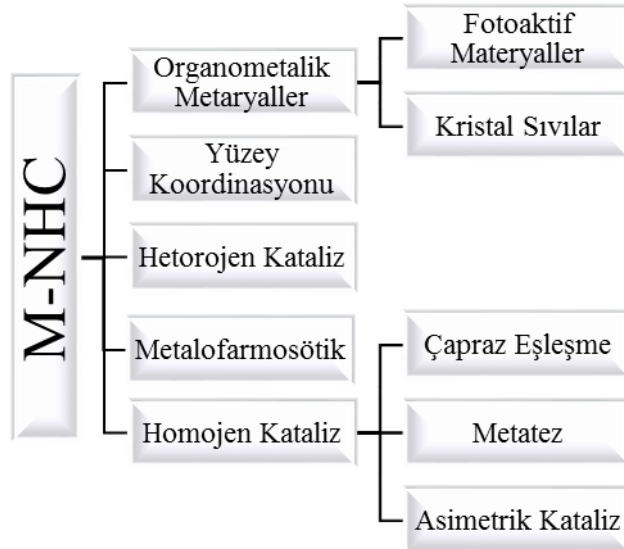 M-NHC
Organometalik
Metaryaller
Fotoaktif
Materyaller
Kristal Sıvılar
Yüzey
Koordinasyonu
Hetorojen Kataliz
Metalofarmosötik
Homojen Kataliz
Çapraz Eşleşme
Metatez
Asimetrik Kataliz